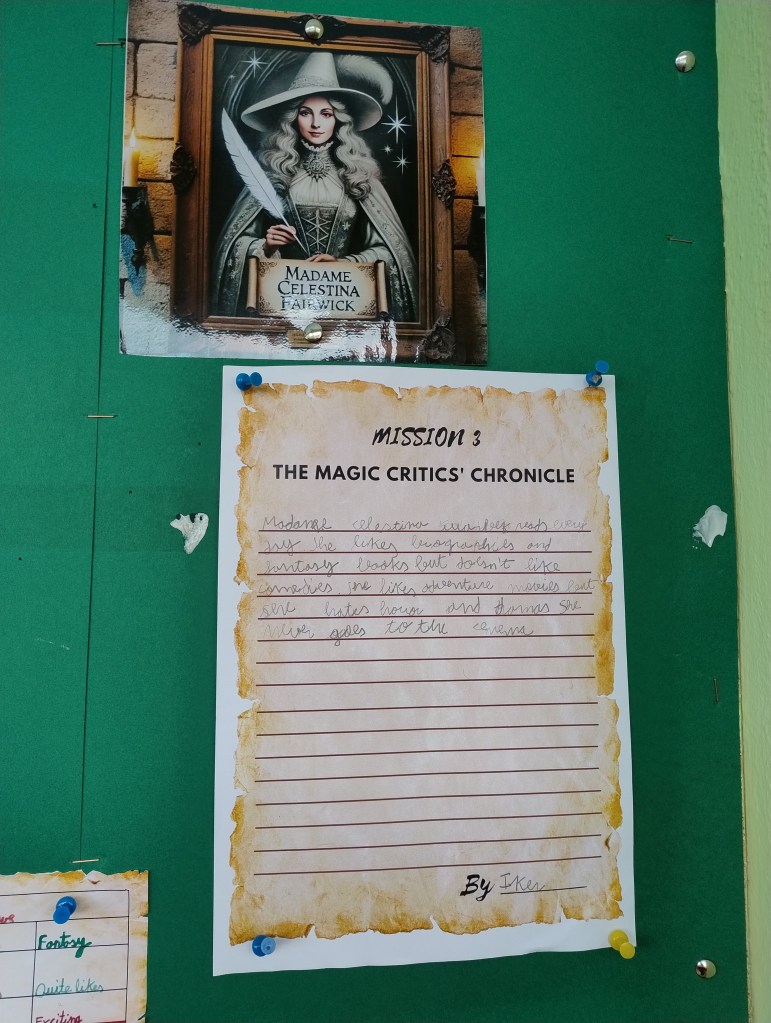 MADAME
CELESTINA
FAIRWICK
MISSION 3
THE MAGIC CRITICS' CHRONICLE
Madame celestina reads every
day She likes biographies and
fantasy books but doesn't like
comedies she likes adventure movies but
she hates horror and dramas She
goes to the cinema
By Iker
Fantasy
Quite likes
Exciting